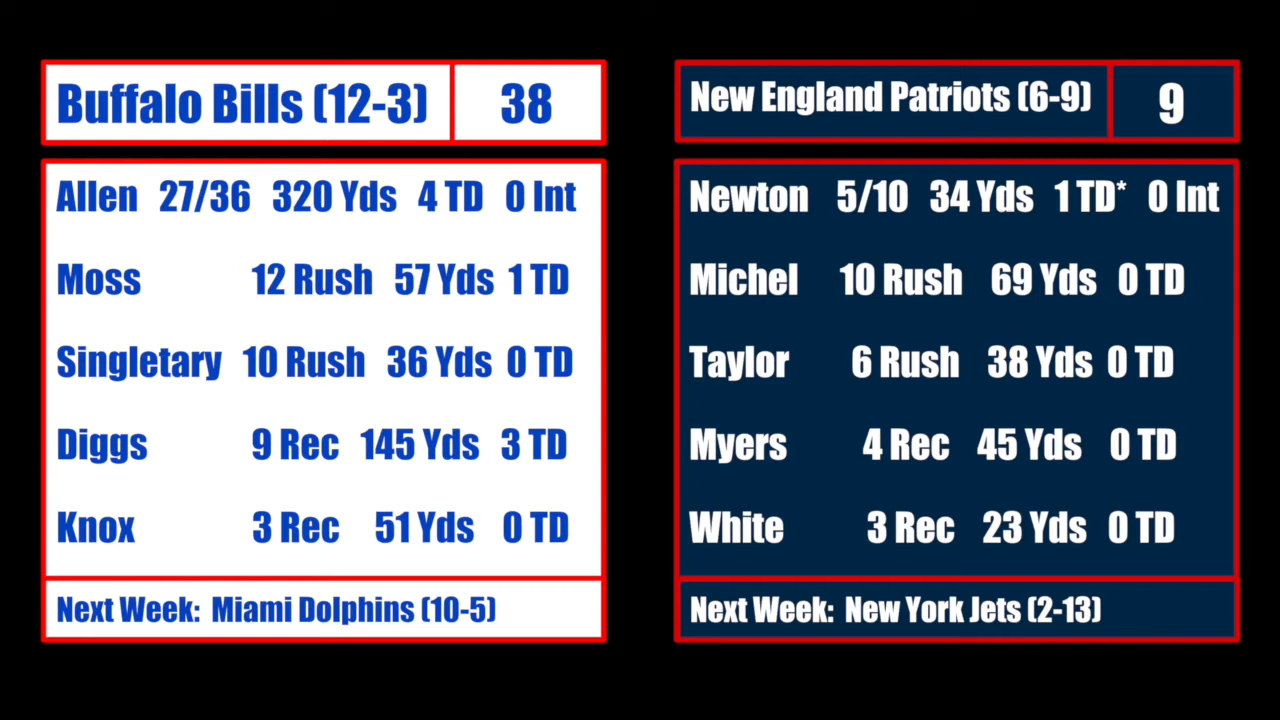 Buffalo Bills (12-3) 38
Allen 27/36 320 Yds 4 TD 0 Int
Moss 12 Rush 57 Yds 1 TD
Singletary 10 Rush 36 Yds 0 TD
Diggs 9 Rec 145 Yds 3 TD
Knox 3 Rec 51 Yds 0 TD
Next Week: Miami Dolphins (10-5)
New England Patriots (6-9) 9
Newton 5/10 34 Yds 1 TD* 0 Int
Michel 10 Rush 69 Yds 0 TD
Taylor 6 Rush 38 Yds 0 TD
Myers 4 Rec 45 Yds 0 TD
White 3 Rec 23 Yds 0 TD
Next Week: New York Jets (2-13)